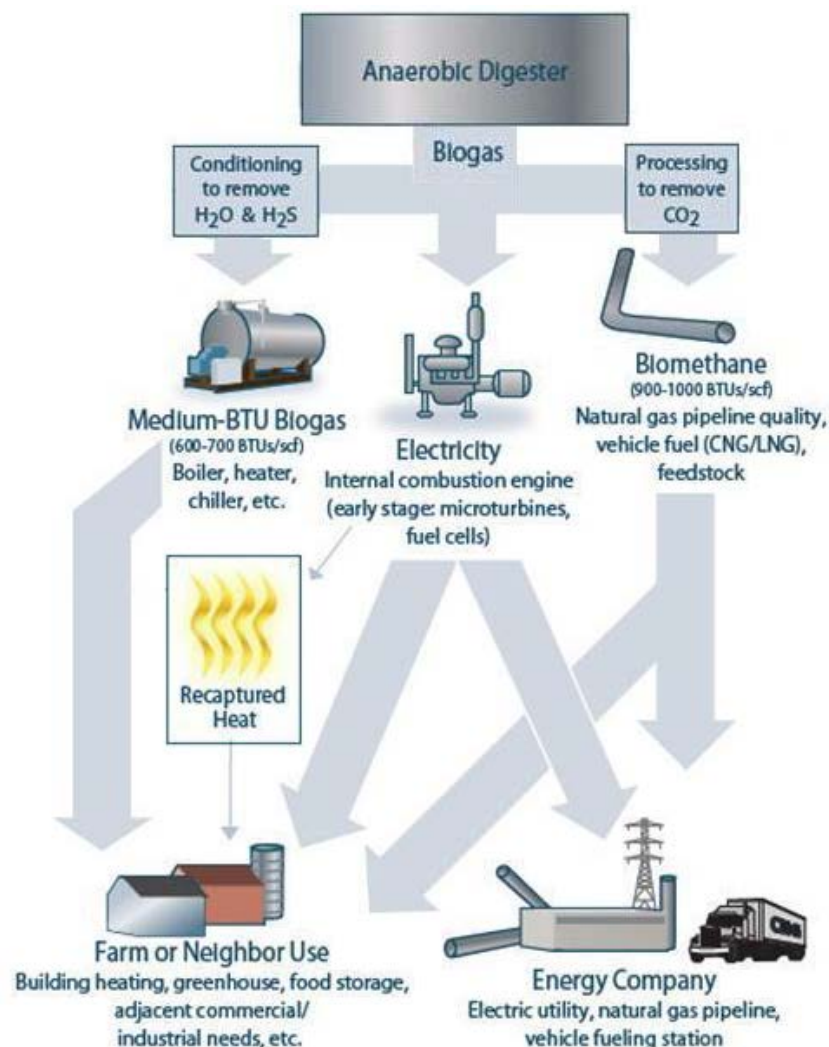 Anaerobic Digester
Biogas
Conditioning
to remove
H₂O & H₂S
Processing
to remove
CO₂
Medium-BTU Biogas
(600-700 BTUs/scf)
Boiler, heater,
chiller, etc.
Electricity
Internal combustion engine
(early stage: microturbines,
fuel cells)
Biomethane
(900-1000 BTUs/scf)
Natural gas pipeline quality,
vehicle fuel (CNG/LNG),
feedstock
Recaptured
Heat
Farm or Neighbor Use
Building heating, greenhouse, food storage,
adjacent commercial/
industrial needs, etc.
Energy Company
Electric utility, natural gas pipeline,
vehicle fueling station